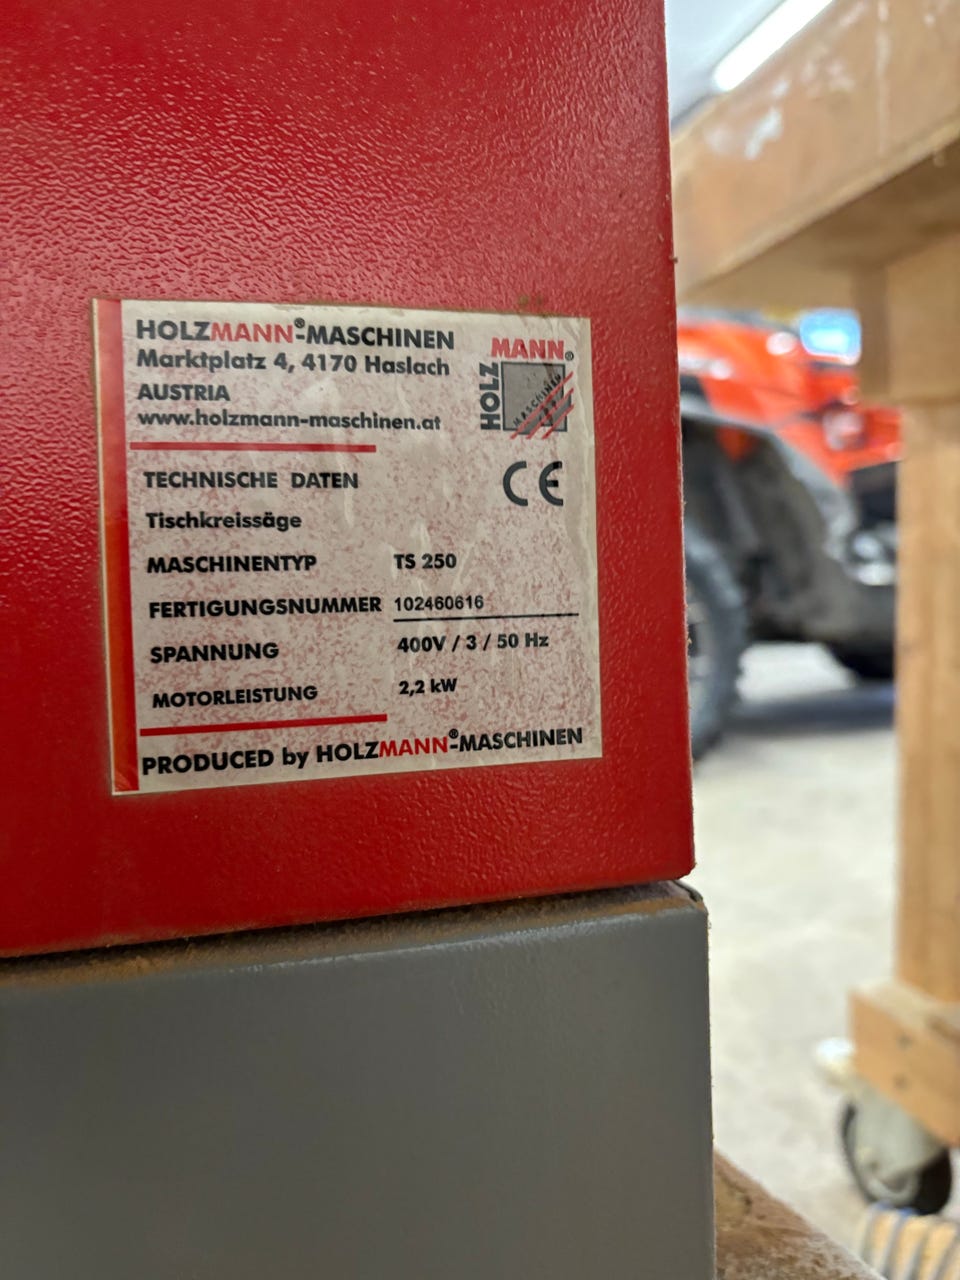 HOLZMANN®-MASCHINEN
Marktplatz 4, 4170 Haslach
AUSTRIA
www.holzmann-maschinen.at
HOLZ
MANN®
MASCHINEN
CE
TECHNISCHE DATEN
Tischkreissäge
MASCHINENTYP TS 250
FERTIGUNGSNUMMER 102460616
SPANNUNG 400V / 3 / 50 Hz
MOTORLEISTUNG 2,2 kW
PRODUCED by HOLZMANN®-MASCHINEN